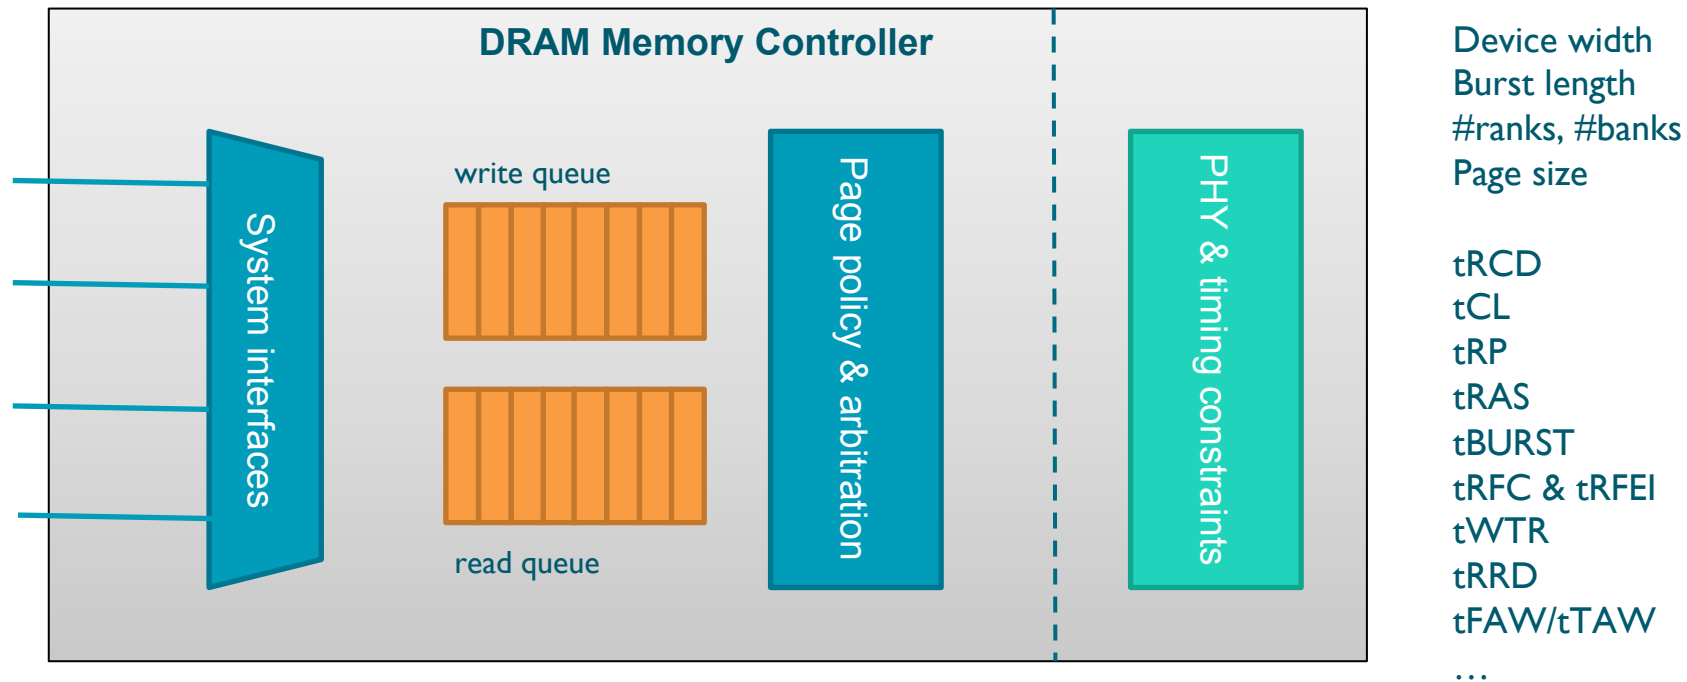 DRAM Memory Controller
System interfaces
write queue
read queue
Page policy & arbitration
PHY & timing constraints
Device width
Burst length
#ranks, #banks
Page size
tRCD
tCL
tRP
tRAS
tBURST
tRFC & tRFEI
tWTR
tRRD
tFAW/tTAW
…